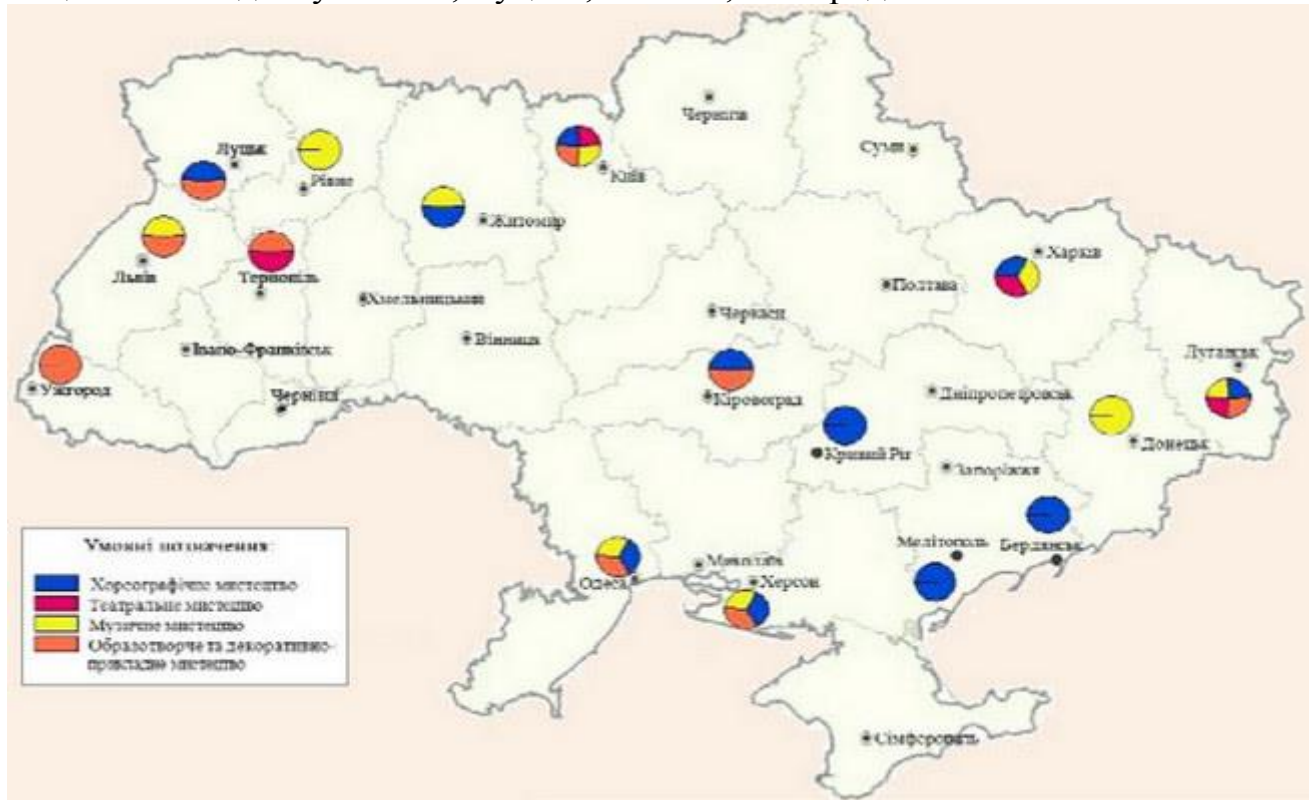 Чернігів
Суми
Луцьк
Рівне
Київ
Житомир
Харків
Львів
Тернопіль
Хмельницький
Полтава
Черкаси
Вінниця
Івано-Франківськ
Луганськ
Ужгород
Чернівці
Кіровоград
Дніпропетровськ
Кривий Ріг
Донецьк
Запоріжжя
Мелітополь
Бердянськ
Миколаїв
Одеса
Херсон
Сімферополь
Умовні позначення:
Хореографічне мистецтво
Театральне мистецтво
Музичне мистецтво
Образотворче та декоративно-
прикладне мистецтво